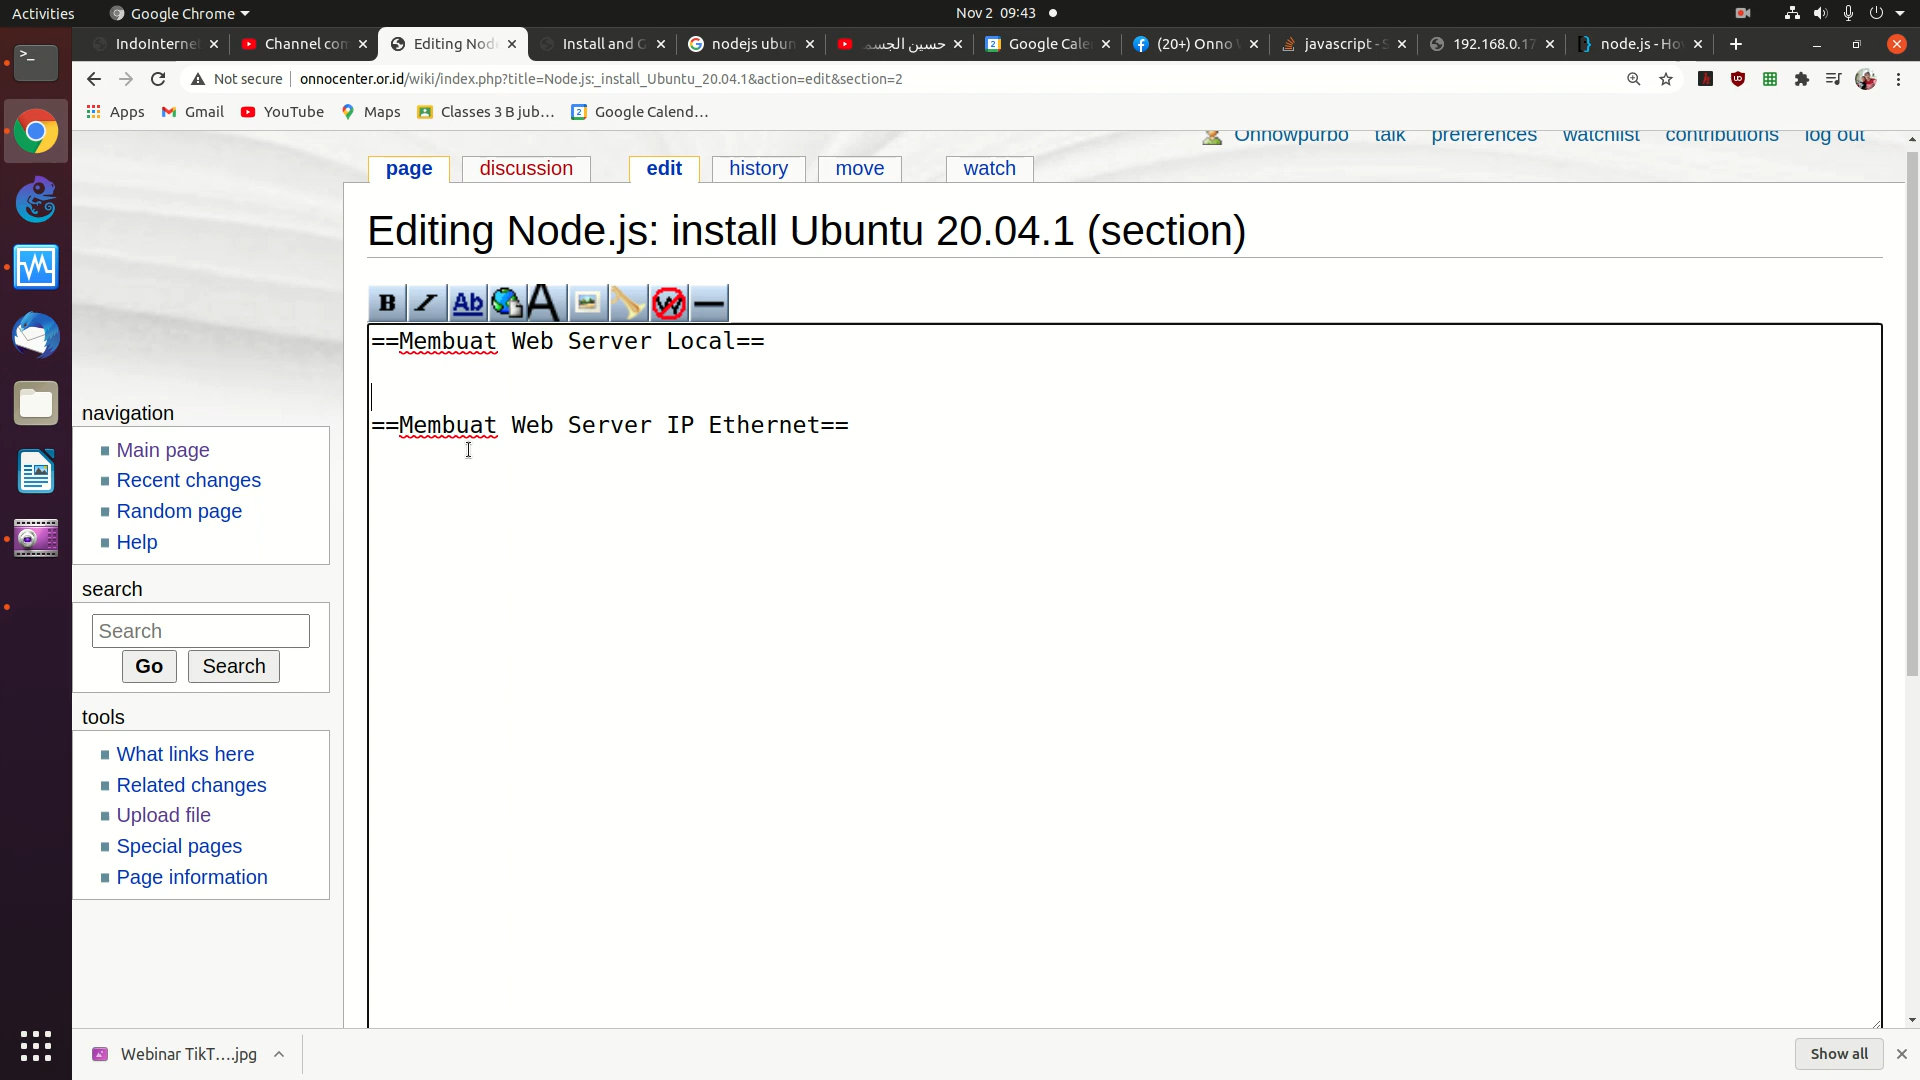 Activities Google Chrome Nov 2 09:43
IndoInterne Channel con Editing Nod Install and G nodejs ubun حسين الجسم Google Cale (20+) Onno W javascript - S 192.168.0.17 node.js - Ho
Not secure onnocenter.or.id/wiki/index.php?title=Node.js:_install_Ubuntu_20.04.1&action=edit&section=2
Apps Gmail YouTube Maps Classes 3 B jub... Google Calend...
Onnowpurbo talk preferences watchlist contributions log out
page discussion edit history move watch
Editing Node.js: install Ubuntu 20.04.1 (section)
B I Ab A W
==Membuat Web Server Local==
==Membuat Web Server IP Ethernet==
navigation
Main page
Recent changes
Random page
Help
search
Search
Go Search
tools
What links here
Related changes
Upload file
Special pages
Page information
Webinar TikT....jpg Show all